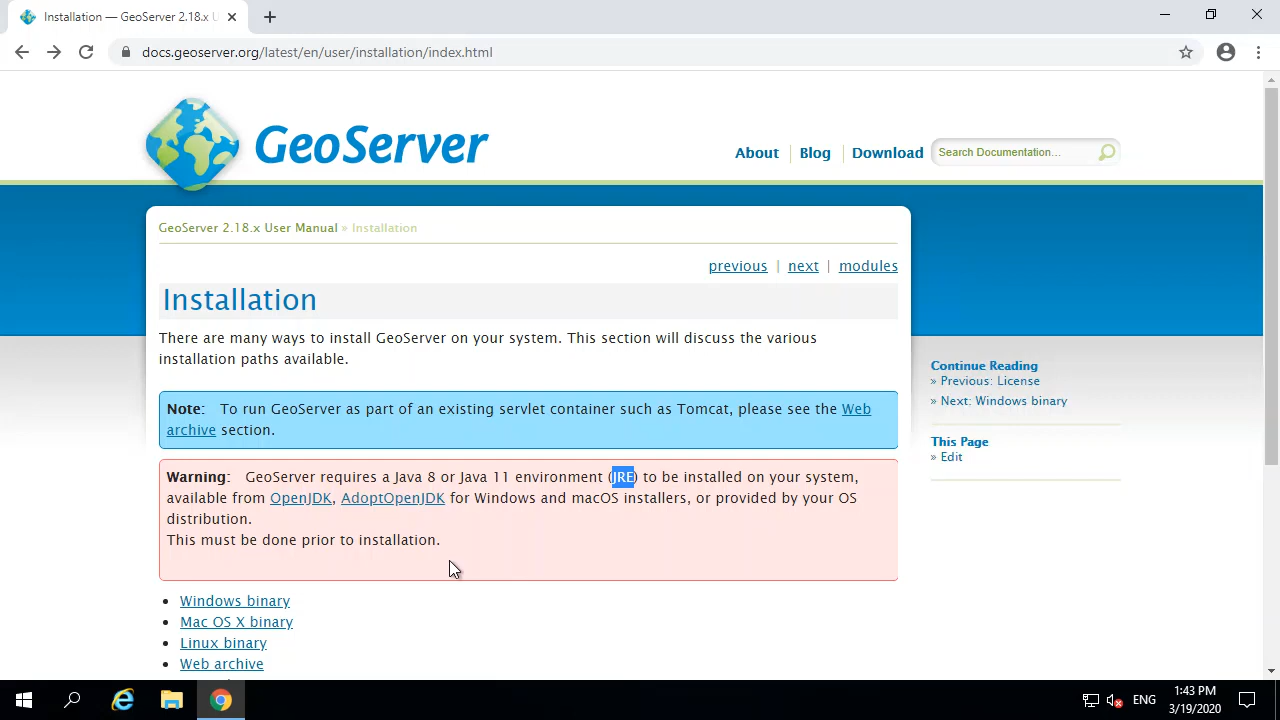 Installation — GeoServer 2.18.x U
docs.geoserver.org/latest/en/user/installation/index.html
GeoServer
About
Blog
Download
Search Documentation...
GeoServer 2.18.x User Manual » Installation
previous | next | modules
Installation
There are many ways to install GeoServer on your system. This section will discuss the various
installation paths available.
Note: To run GeoServer as part of an existing servlet container such as Tomcat, please see the Web
archive section.
Warning: GeoServer requires a Java 8 or Java 11 environment (JRE) to be installed on your system,
available from OpenJDK, AdoptOpenJDK for Windows and macOS installers, or provided by your OS
distribution.
This must be done prior to installation.
• Windows binary
• Mac OS X binary
• Linux binary
• Web archive
Continue Reading
» Previous: License
» Next: Windows binary
This Page
» Edit
ENG
1:43 PM
3/19/2020